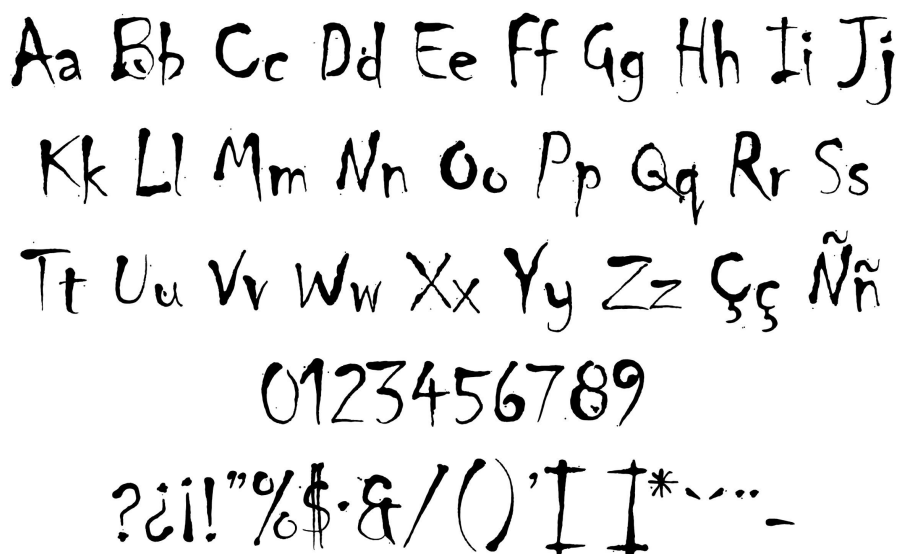 Aa Bb Cc Dd Ee Ff Gg Hh Ii Jj
Kk Ll Mm Nn Oo Pp Qq Rr Ss
Tt Uu Vv Ww Xx Yy Zz Çç Ññ
0123456789
?¿¡!"%$·&/()'I I*`´¨-